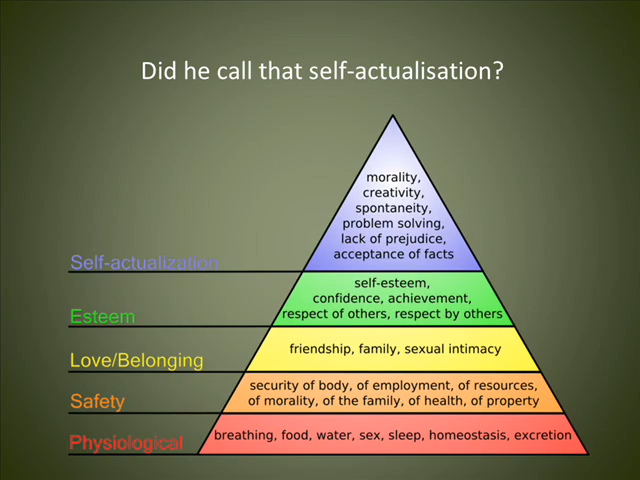 Did he call that self-actualisation?
morality,
creativity,
spontaneity,
problem solving,
lack of prejudice,
acceptance of facts
Self-actualization
self-esteem,
confidence, achievement,
respect of others, respect by others
Esteem
friendship, family, sexual intimacy
Love/Belonging
security of body, of employment, of resources,
of morality, of the family, of health, of property
Safety
breathing, food, water, sex, sleep, homeostasis, excretion
Physiological